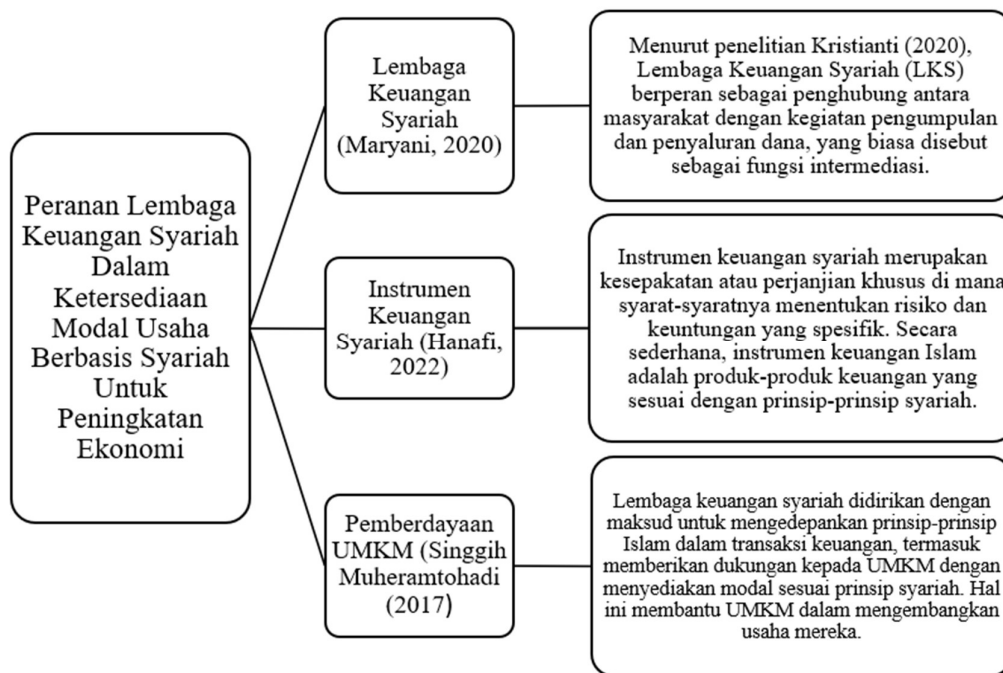 Peranan Lembaga
Keuangan Syariah
Dalam
Ketersediaan
Modal Usaha
Berbasis Syariah
Untuk
Peningkatan
Ekonomi
Lembaga
Keuangan
Syariah
(Maryani, 2020)
Menurut penelitian Kristianti (2020),
Lembaga Keuangan Syariah (LKS)
berperan sebagai penghubung antara
masyarakat dengan kegiatan pengumpulan
dan penyaluran dana, yang biasa disebut
sebagai fungsi intermediasi.
Instrumen
Keuangan
Syariah (Hanafi,
2022)
Instrumen keuangan syariah merupakan
kesepakatan atau perjanjian khusus di mana
syarat-syaratnya menentukan risiko dan
keuntungan yang spesifik. Secara
sederhana, instrumen keuangan Islam
adalah produk-produk keuangan yang
sesuai dengan prinsip-prinsip syariah.
Pemberdayaan
UMKM (Singgih
Muheramtohadi
(2017)
Lembaga keuangan syariah didirikan dengan
maksud untuk mengedepankan prinsip-prinsip
Islam dalam transaksi keuangan, termasuk
memberikan dukungan kepada UMKM dengan
menyediakan modal sesuai prinsip syariah. Hal
ini membantu UMKM dalam mengembangkan
usaha mereka.